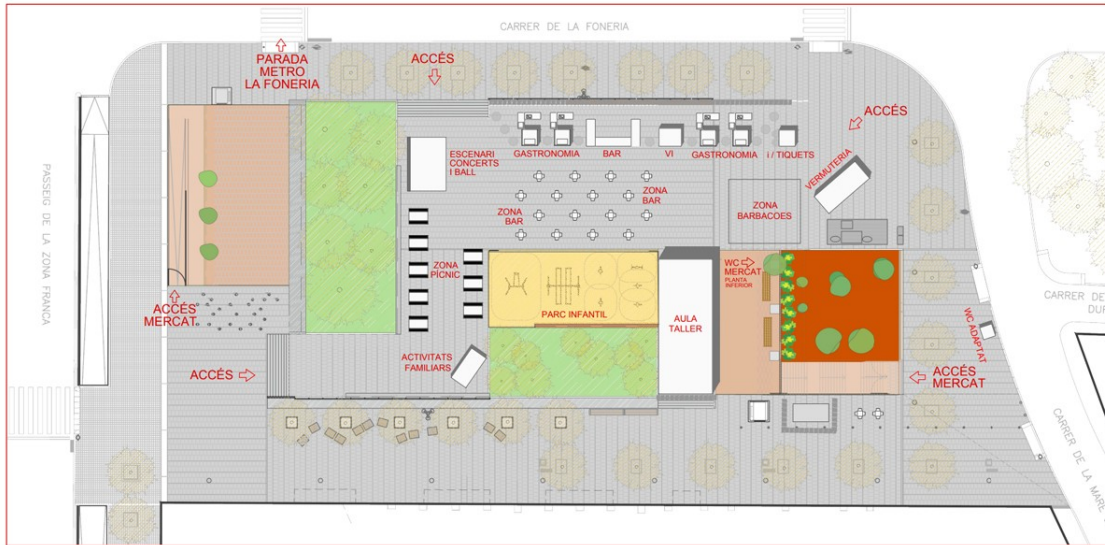 CARRER DE LA FONERIA
PARADA
METRO
LA FONERIA
ACCÉS
ACCÉS
ESCENARI
CONCERTS
I BALL
GASTRONOMIA
BAR
VI
GASTRONOMIA
i / TIQUETS
VERMUTERIA
ZONA
BAR
ZONA
BAR
ZONA
BARBACOES
PASSEIG DE LA ZONA FRANCA
ZONA
PÍCNIC
WC
MERCAT
PLANTA
INFERIOR
ACCÉS
MERCAT
PARC INFANTIL
AULA
TALLER
CARRER DE
WC ADAPTAT
ACTIVITATS
FAMILIARS
ACCÉS
ACCÉS
MERCAT
CARRER DE LA MARE